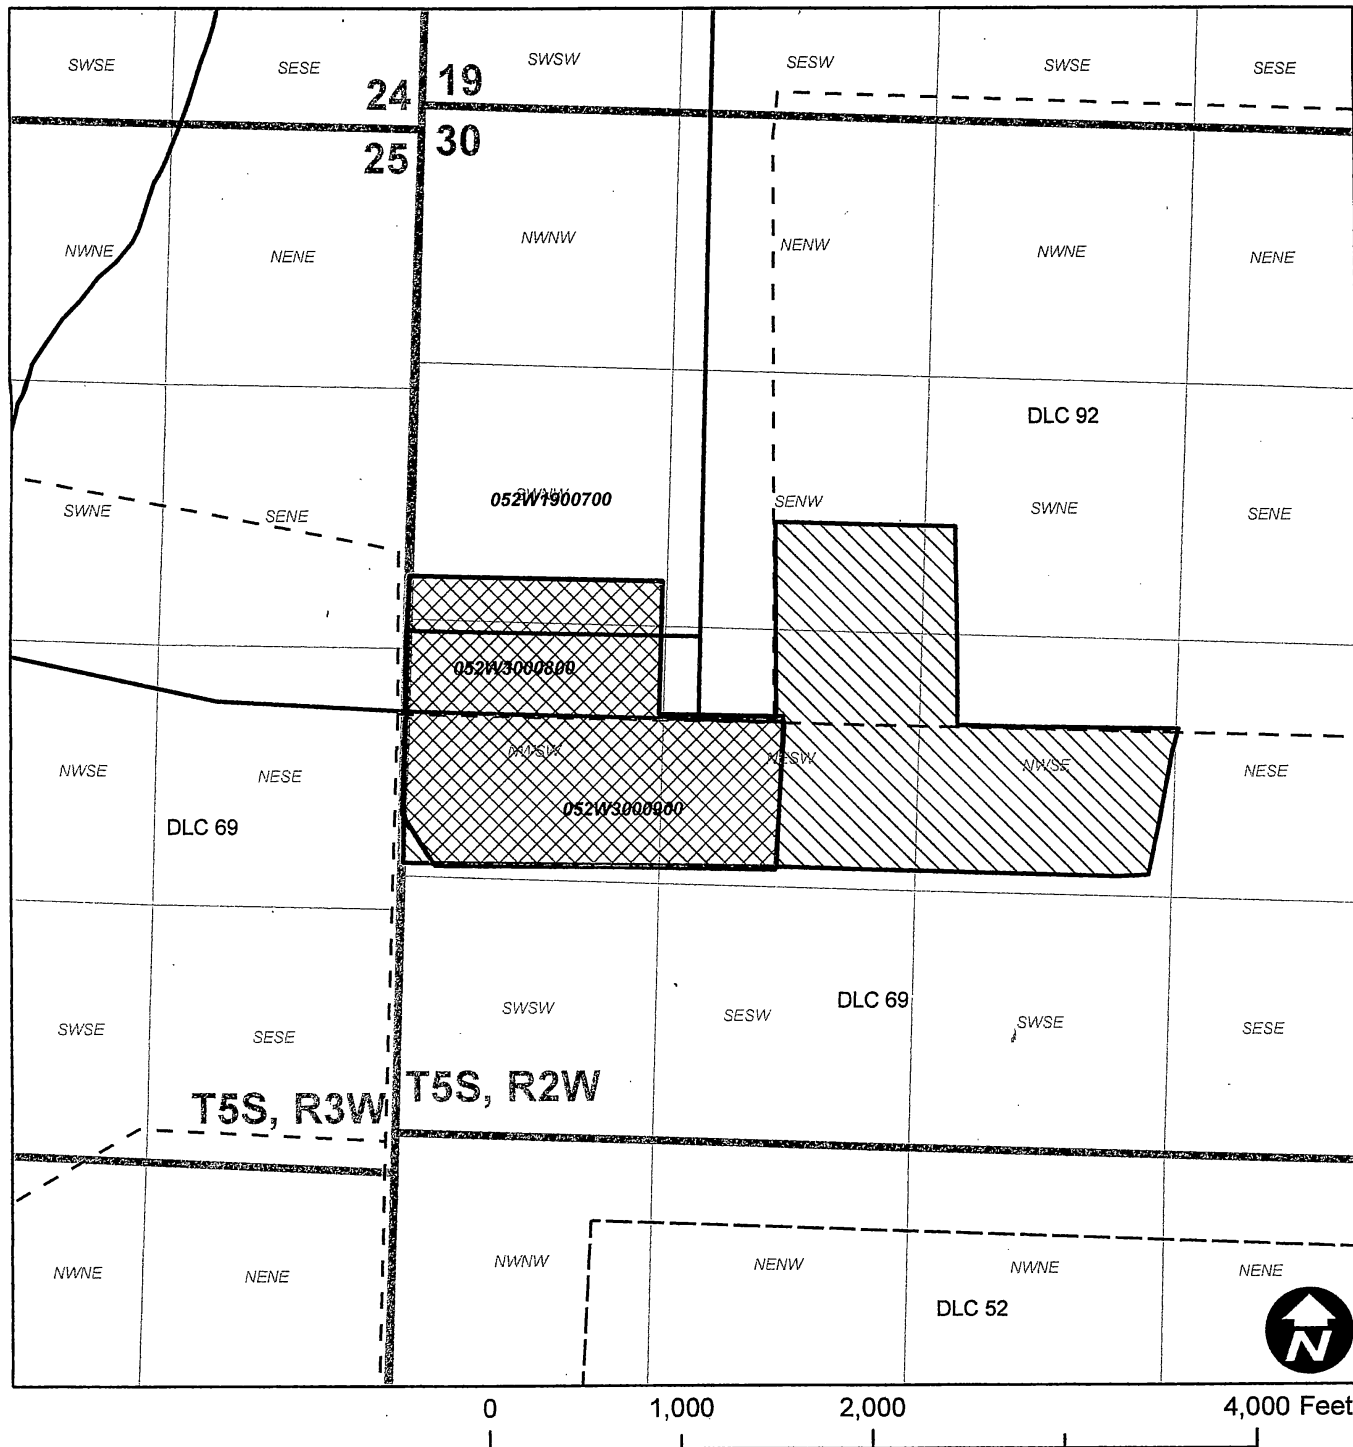 SWSE SESE SWSW SESW SWSE SESE
24 19
25 30
NWNE NENE NWNW NENW NWNE NENE
DLC 92
SWNE SENE SWNW SENW SWNE SENE
052W1900700
052W3000800
NWSE NESE NWSW NESW NWSE NESE
052W3000900
DLC 69
DLC 69
SWSE SESE SWSW SESW SWSE SESE
T5S, R3W T5S, R2W
NWNE NENE NWNW NENW NWNE NENE
DLC 52
N
0 1,000 2,000 4,000 Feet